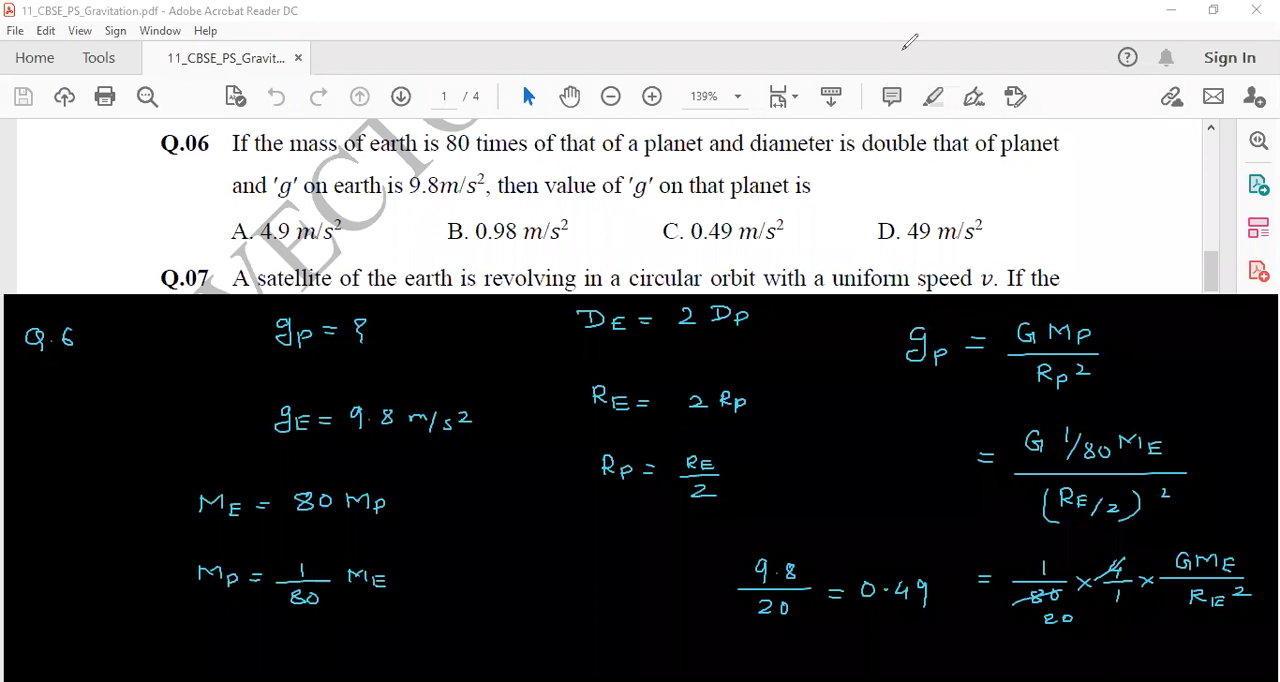 11_CBSE_PS_Gravitation.pdf - Adobe Acrobat Reader DC
File Edit View Sign Window Help
Home Tools 11_CBSE_PS_Gravit... × Sign In
1 / 4 139%
VECTO
Q.06 If the mass of earth is 80 times of that of a planet and diameter is double that of planet
and 'g' on earth is 9.8m/s², then value of 'g' on that planet is
A. 4.9 m/s² B. 0.98 m/s² C. 0.49 m/s² D. 49 m/s²
Q.07 A satellite of the earth is revolving in a circular orbit with a uniform speed v. If the
Q.6
gP = ?
gE = 9.8 m/s²
ME = 80 MP
MP = 1/80 ME
DE = 2 DP
RE = 2 RP
RP = RE/2
gP = G MP / RP²
= G 1/80 ME / (RE/2)²
= 1/80 × 4/1 × GME/RE²
20
9.8/20 = 0.49